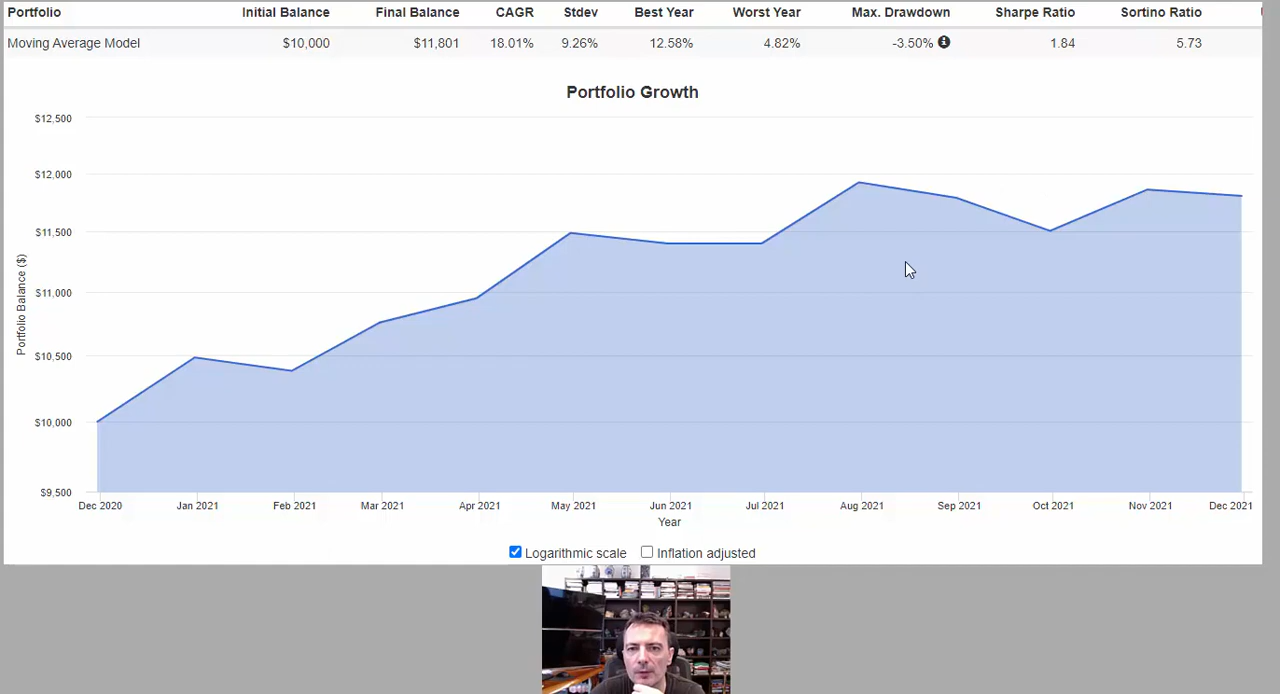 Portfolio Initial Balance Final Balance CAGR Stdev Best Year Worst Year Max. Drawdown Sharpe Ratio Sortino Ratio
Moving Average Model $10,000 $11,801 18.01% 9.26% 12.58% 4.82% -3.50% 1.84 5.73
Portfolio Growth
$12,500
$12,000
$11,500
$11,000
$10,500
$10,000
$9,500
Portfolio Balance ($)
Dec 2020 Jan 2021 Feb 2021 Mar 2021 Apr 2021 May 2021 Jun 2021 Jul 2021 Aug 2021 Sep 2021 Oct 2021 Nov 2021 Dec 2021
Year
Logarithmic scale Inflation adjusted